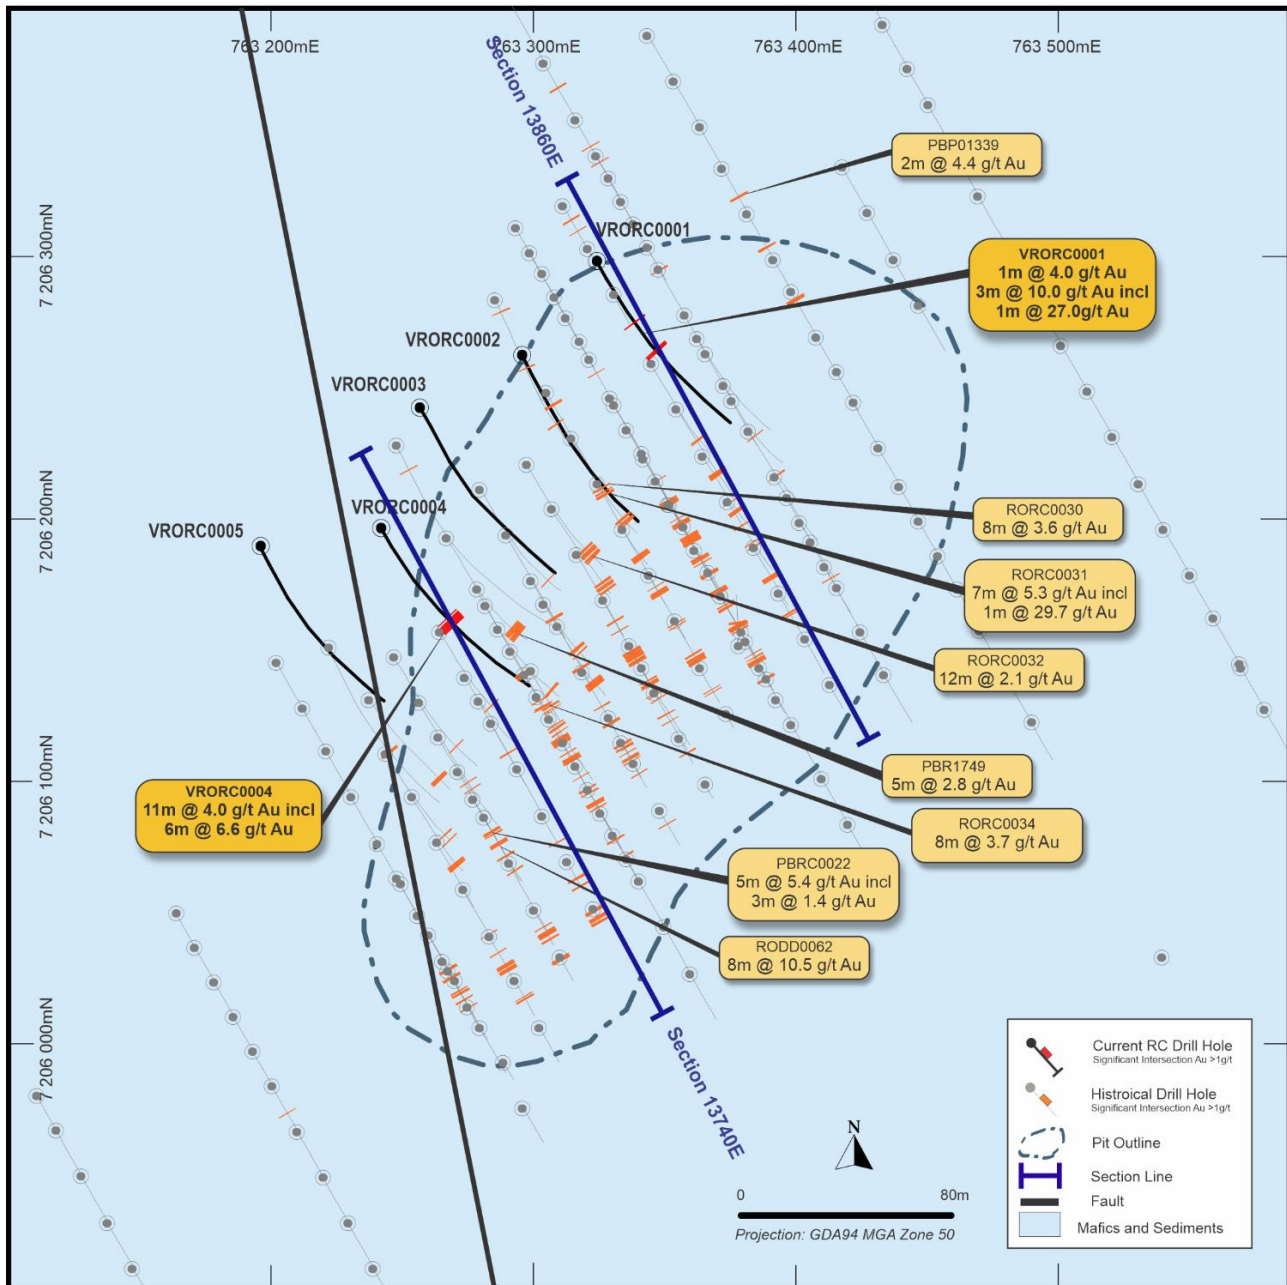 763 200mE
763 300mE
763 400mE
763 500mE
7 206 300mN
7 206 200mN
7 206 100mN
7 206 000mN
Section 13860E
PBP01339
2m @ 4.4 g/t Au
VRORC0001
VRORC0001
1m @ 4.0 g/t Au
3m @ 10.0 g/t Au incl
1m @ 27.0g/t Au
VRORC0002
VRORC0003
VRORC0004
VRORC0005
RORC0030
8m @ 3.6 g/t Au
RORC0031
7m @ 5.3 g/t Au incl
1m @ 29.7 g/t Au
RORC0032
12m @ 2.1 g/t Au
PBR1749
5m @ 2.8 g/t Au
VRORC0004
11m @ 4.0 g/t Au incl
6m @ 6.6 g/t Au
RORC0034
8m @ 3.7 g/t Au
PBRC0022
5m @ 5.4 g/t Au incl
3m @ 1.4 g/t Au
RODD0062
8m @ 10.5 g/t Au
Section 13740E
N
0 80m
Projection: GDA94 MGA Zone 50
Current RC Drill Hole
Significant Intersection Au >1g/t
Histroical Drill Hole
Significant Intersection Au >1g/t
Pit Outline
Section Line
Fault
Mafics and Sediments